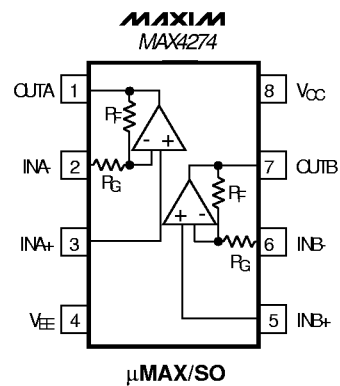 MAXIM
MAX4274
OUTA 1
8 VCC
RF
- +
INA- 2
RG
7 OUTB
RF
+ -
INA+ 3
6 INB-
RG
VEE 4
5 INB+
µMAX/SO